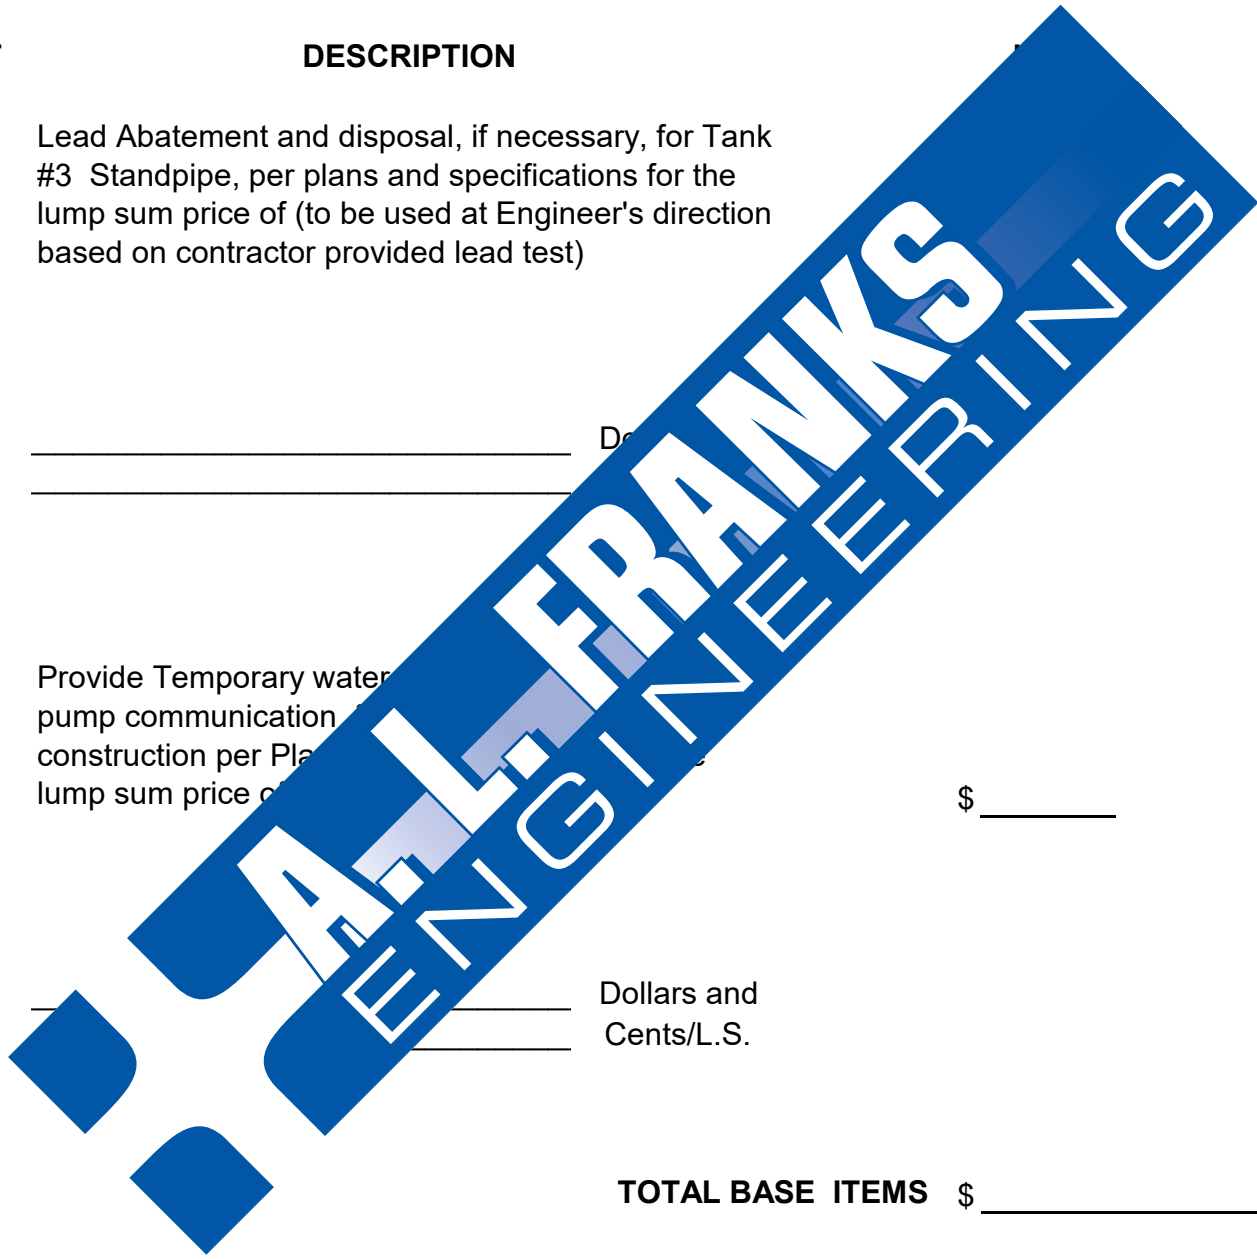 DESCRIPTION
Lead Abatement and disposal, if necessary, for Tank
#3 Standpipe, per plans and specifications for the
lump sum price of (to be used at Engineer's direction
based on contractor provided lead test)
Provide Temporary water
pump communication
construction per
lump sum price
$
A.L. FRANKS
ENGINEERING
Dollars and
Cents/L.S.
TOTAL BASE ITEMS $